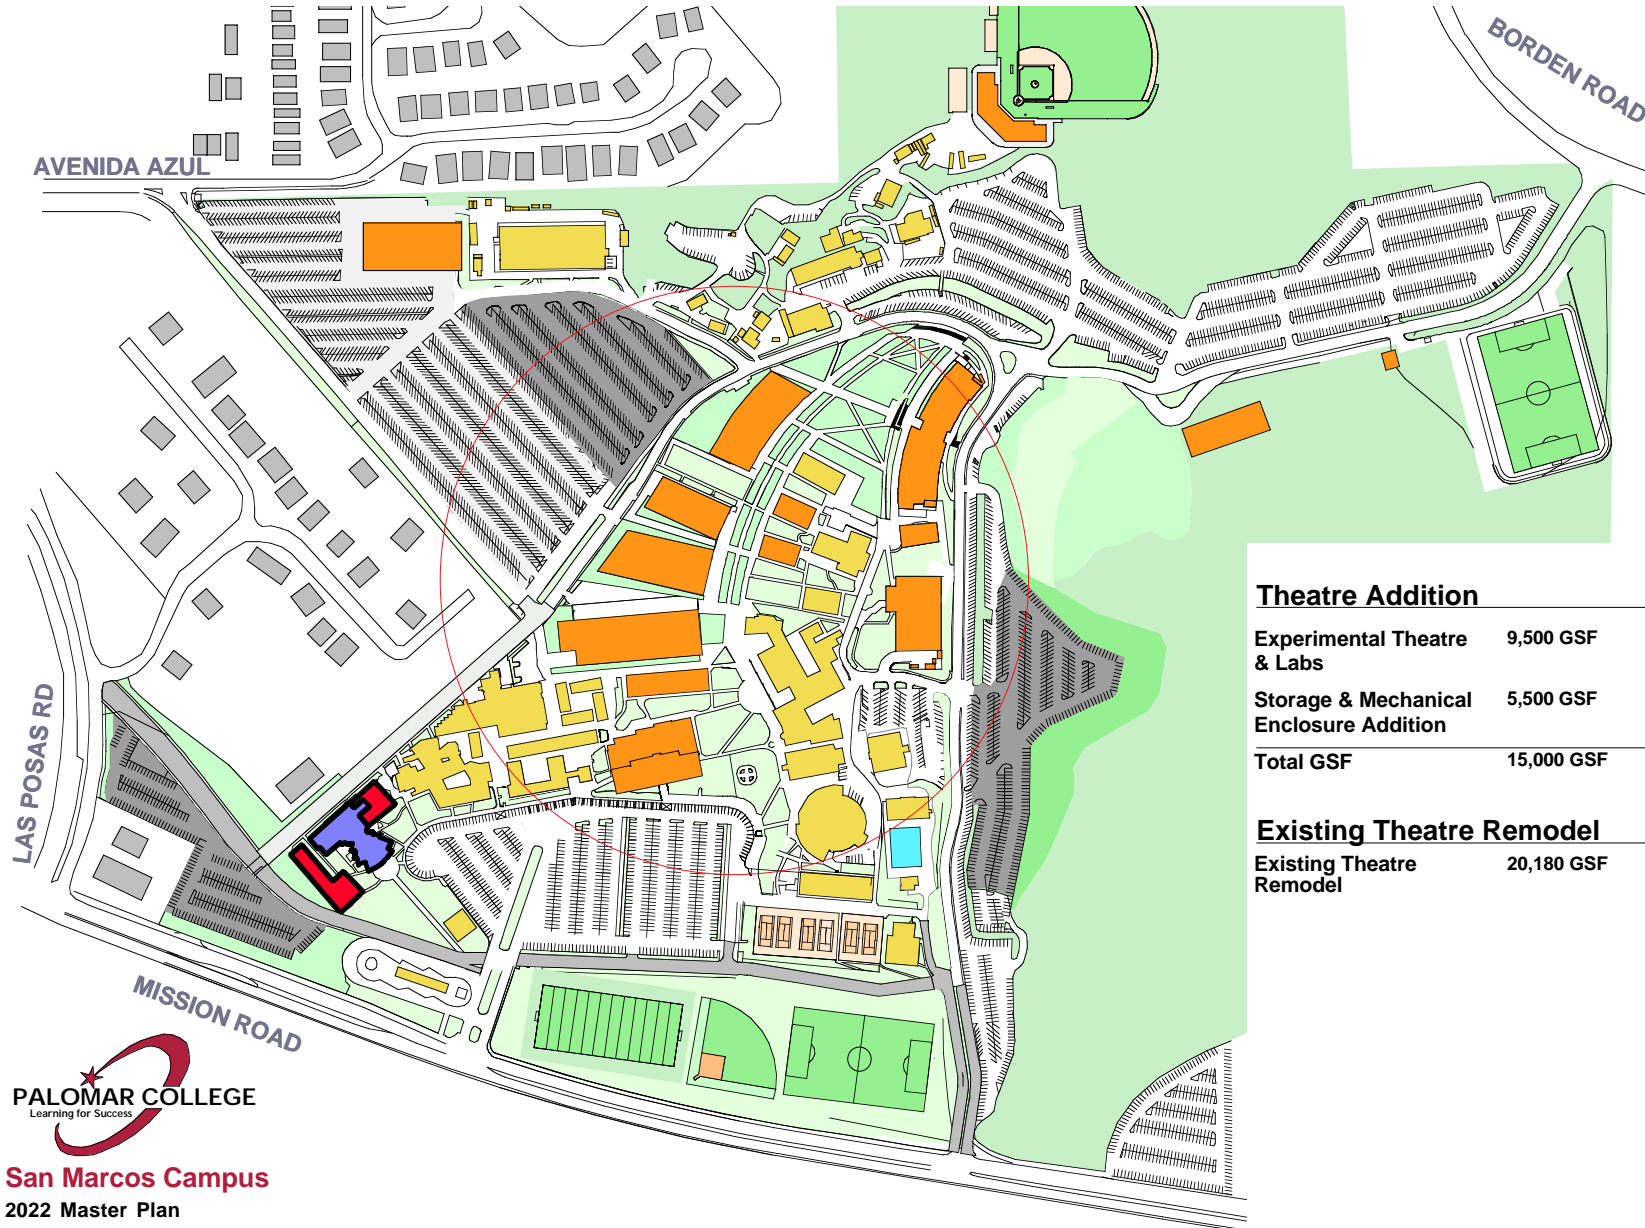 BORDEN ROAD
AVENIDA AZUL
LAS POSAS RD
MISSION ROAD
Theatre Addition
Experimental Theatre 9,500 GSF
& Labs
Storage & Mechanical 5,500 GSF
Enclosure Addition
Total GSF 15,000 GSF
Existing Theatre Remodel
Existing Theatre 20,180 GSF
Remodel
PALOMAR COLLEGE
Learning for Success
San Marcos Campus
2022 Master Plan